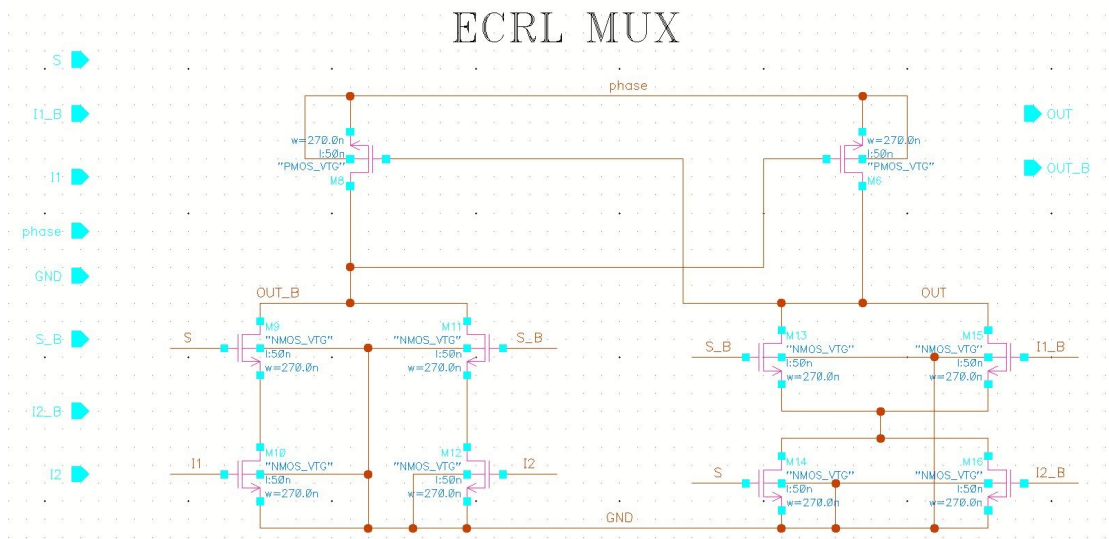 ECRL MUX
S
I1_B
I1
phase
GND
S_B
I2_B
I2
OUT
OUT_B
phase
w=270.0n
l:50n
"PMOS_VTG"
M8
w=270.0n
l:50n
"PMOS_VTG"
M6
OUT_B
OUT
S
M9
"NMOS_VTG"
l:50n
w=270.0n
M11
"NMOS_VTG"
l:50n
w=270.0n
S_B
S_B
M13
"NMOS_VTG"
l:50n
w=270.0n
M15
"NMOS_VTG"
l:50n
w=270.0n
I1_B
I1
M10
"NMOS_VTG"
l:50n
w=270.0n
M12
"NMOS_VTG"
l:50n
w=270.0n
I2
S
M14
"NMOS_VTG"
l:50n
w=270.0n
M16
"NMOS_VTG"
l:50n
w=270.0n
I2_B
GND